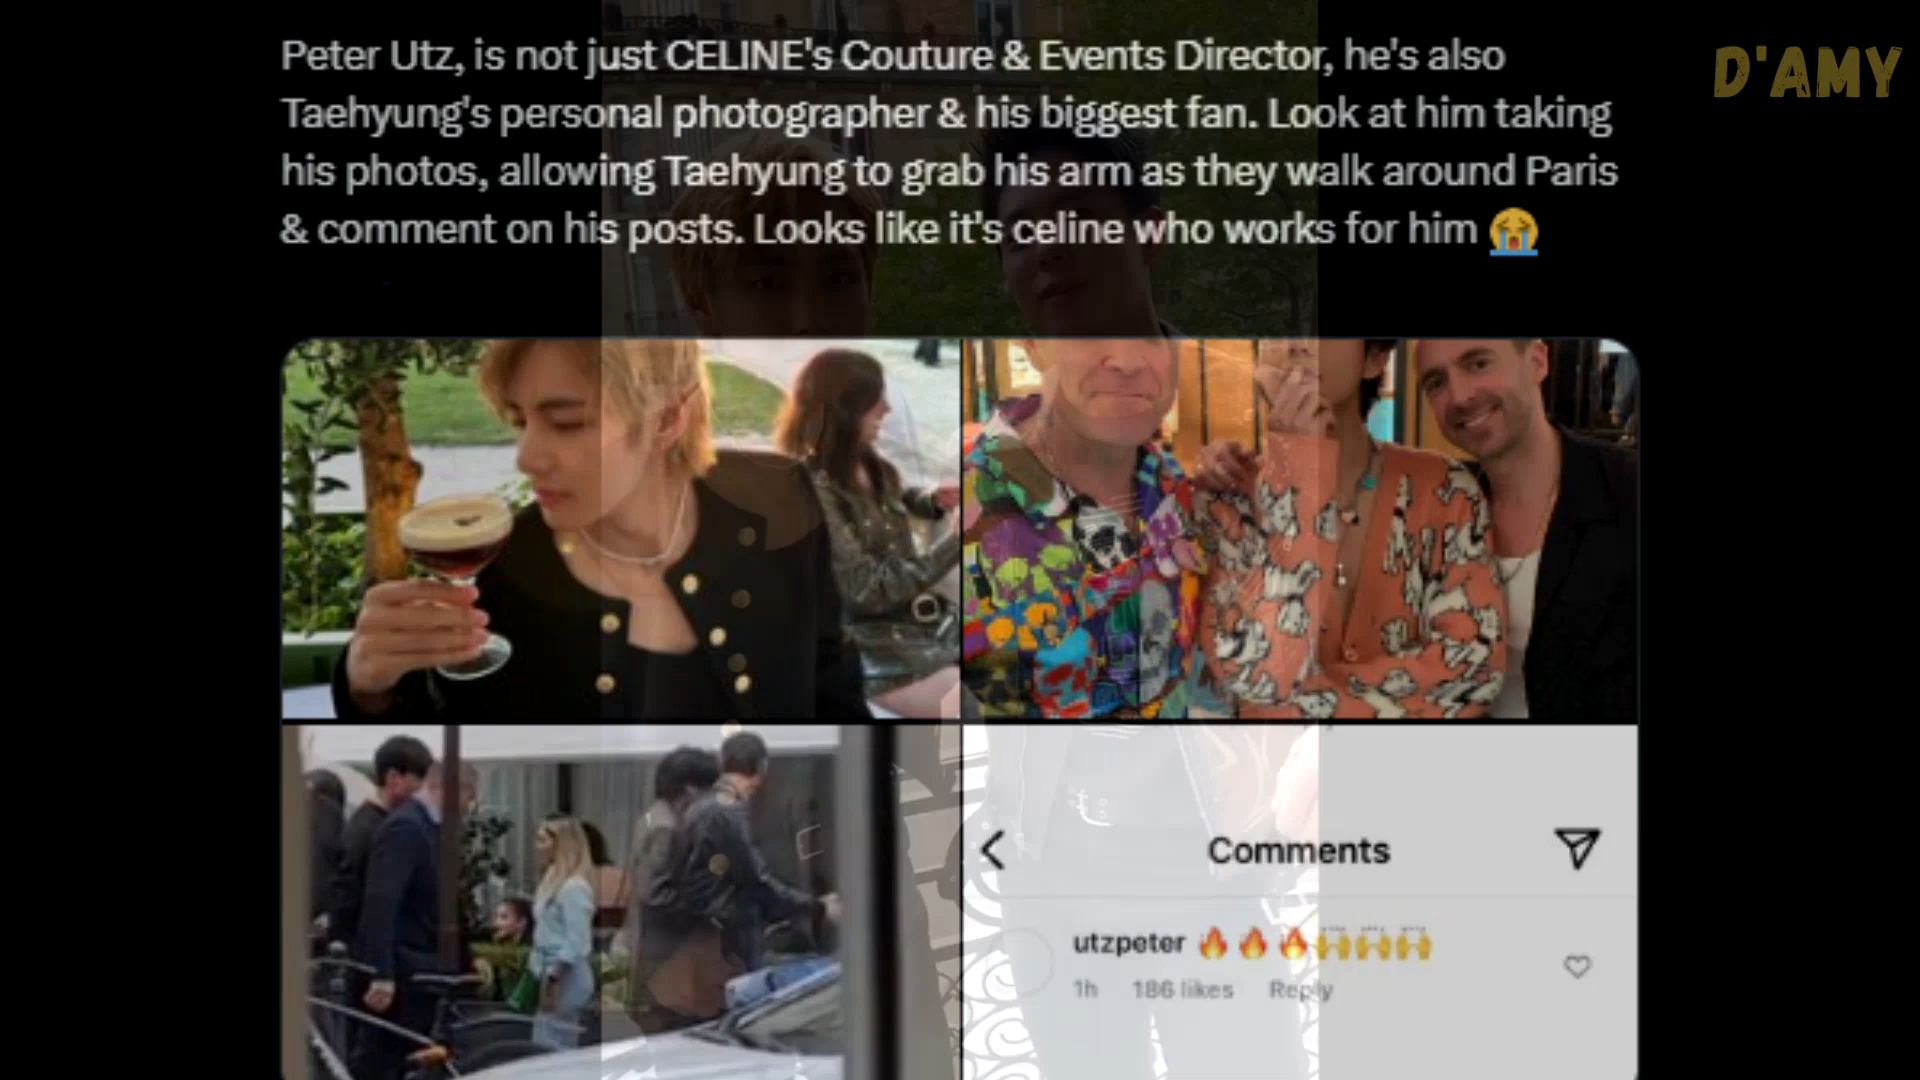 Peter Utz, is not just CELINE's Couture & Events Director, he's also
Taehyung's personal photographer & his biggest fan. Look at him taking
his photos, allowing Taehyung to grab his arm as they walk around Paris
& comment on his posts. Looks like it's celine who works for him 😭
D'AMY
Comments
utzpeter 🔥🔥🔥🙌🙌🙌
1h 186 likes Reply